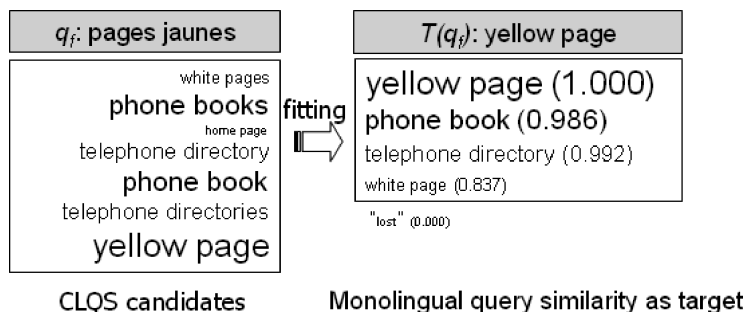 q_f: pages jaunes
white pages
phone books
home page
telephone directory
phone book
telephone directories
yellow page
CLQS candidates
fitting
T(q_f): yellow page
yellow page (1.000)
phone book (0.986)
telephone directory (0.992)
white page (0.837)
"lost" (0.000)
Monolingual query similarity as target